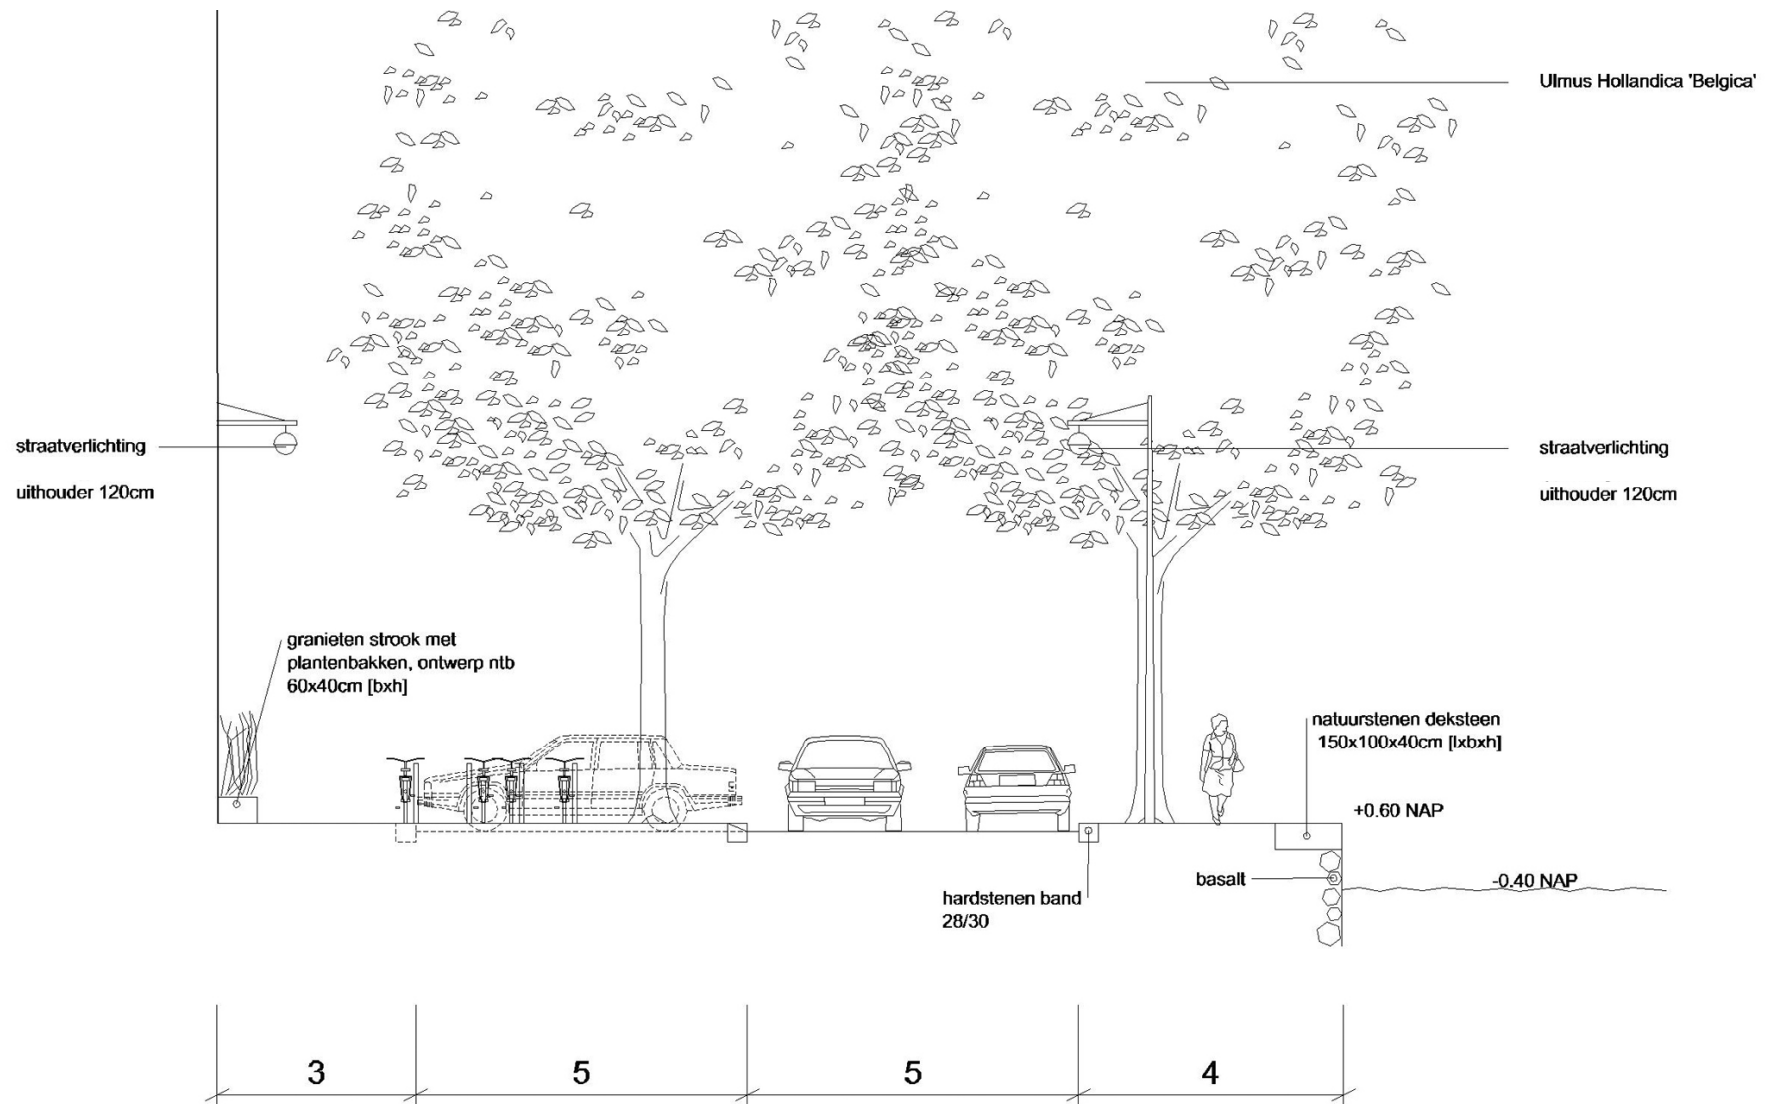 Ulmus Hollandica 'Belgica'
straatverlichting
uithouder 120cm
straatverlichting
uithouder 120cm
granieten strook met
plantenbakken, ontwerp ntb
60x40cm [bxh]
natuurstenen deksteen
150x100x40cm [lxbxh]
+0.60 NAP
basalt
-0.40 NAP
hardstenen band
28/30
3
5
5
4